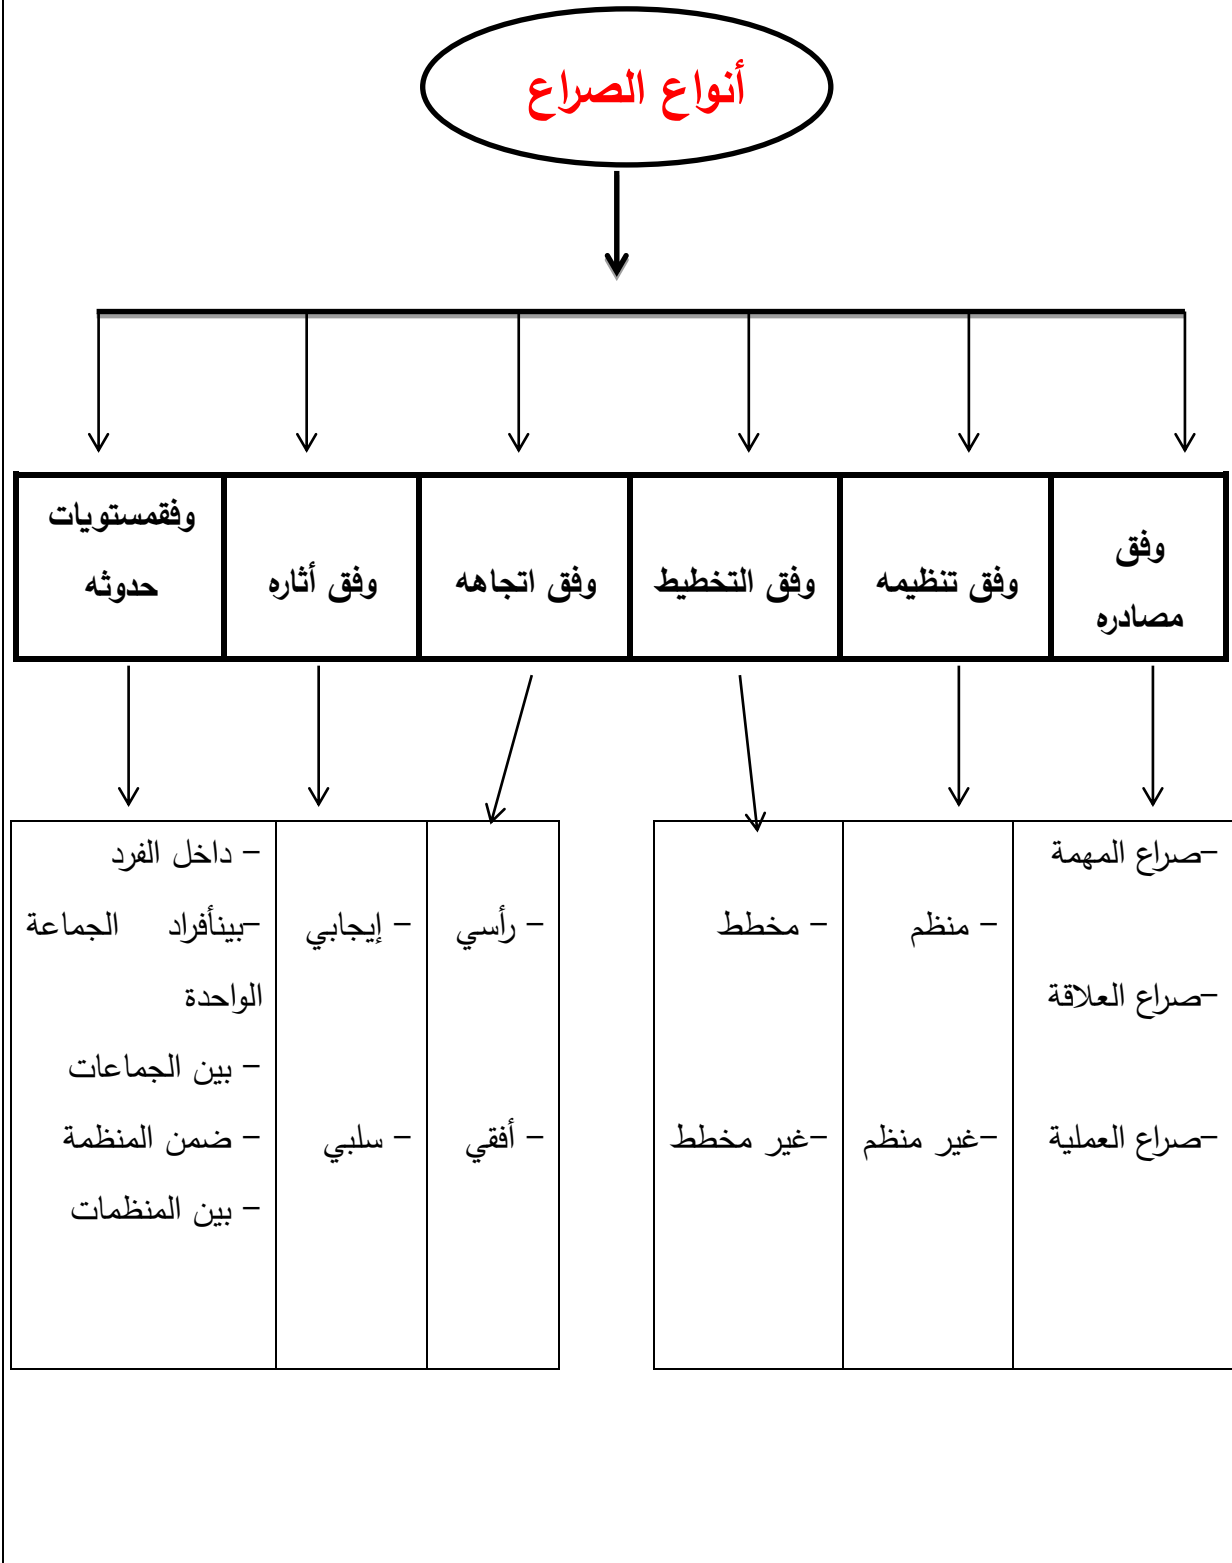 أنواع الصراع
وفق
مصادره
وفق تنظيمه
وفق التخطيط
وفق اتجاهه
وفق أثاره
وفقمستويات
حدوثه
-صراع المهمة
-صراع العلاقة
-صراع العملية
- منظم
-غير منظم
- مخطط
-غير مخطط
- رأسي
- أفقي
- إيجابي
- سلبي
- داخل الفرد
-بينأفراد الجماعة
الواحدة
- بين الجماعات
- ضمن المنظمة
- بين المنظمات